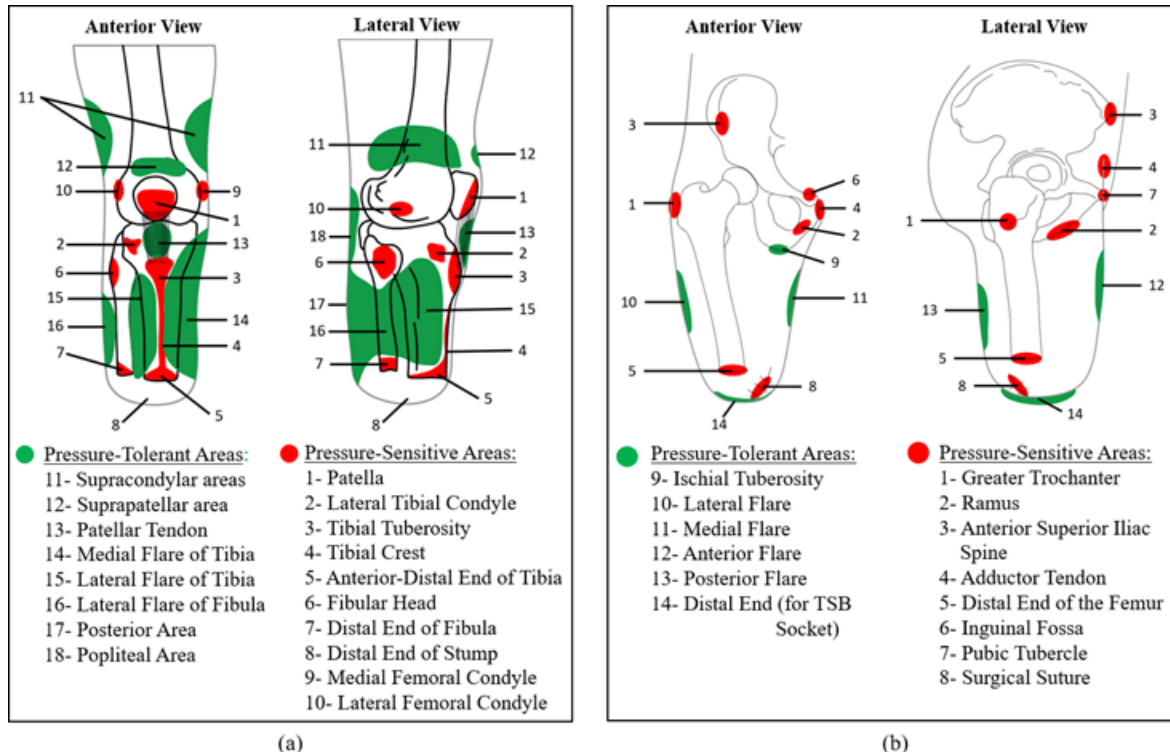 Anterior View
Lateral View
11
12
10
9
1
2
13
6
3
15
16
14
4
7
5
8
11
12
10
1
18
13
6
2
3
17
16
15
7
4
5
8
Pressure-Tolerant Areas:
11- Supracondylar areas
12- Suprapatellar area
13- Patellar Tendon
14- Medial Flare of Tibia
15- Lateral Flare of Tibia
16- Lateral Flare of Fibula
17- Posterior Area
18- Popliteal Area
Pressure-Sensitive Areas:
1- Patella
2- Lateral Tibial Condyle
3- Tibial Tuberosity
4- Tibial Crest
5- Anterior-Distal End of Tibia
6- Fibular Head
7- Distal End of Fibula
8- Distal End of Stump
9- Medial Femoral Condyle
10- Lateral Femoral Condyle
(a)
Anterior View
Lateral View
3
6
1
4
2
9
10
11
5
8
14
3
4
7
1
2
12
13
5
8
14
Pressure-Tolerant Areas:
9- Ischial Tuberosity
10- Lateral Flare
11- Medial Flare
12- Anterior Flare
13- Posterior Flare
14- Distal End (for TSB
Socket)
Pressure-Sensitive Areas:
1- Greater Trochanter
2- Ramus
3- Anterior Superior Iliac
Spine
4- Adductor Tendon
5- Distal End of the Femur
6- Inguinal Fossa
7- Pubic Tubercle
8- Surgical Suture
(b)